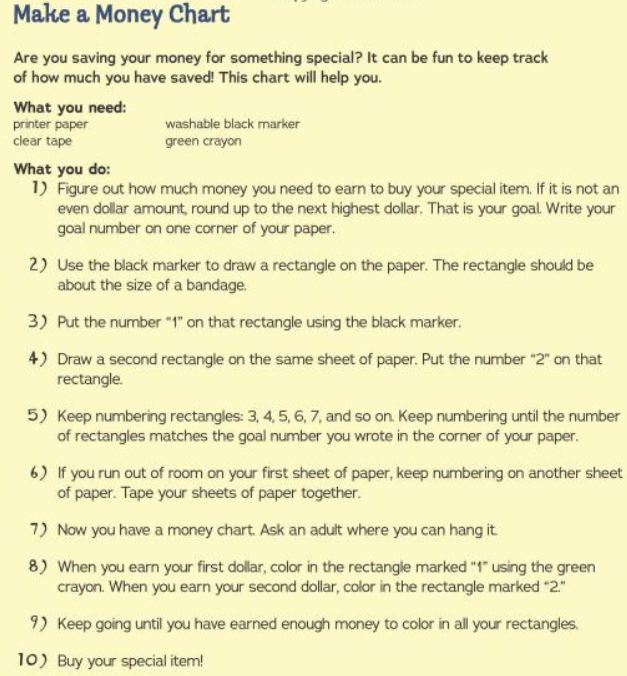 Make a Money Chart
Are you saving your money for something special? It can be fun to keep track
of how much you have saved! This chart will help you.
What you need:
printer paper washable black marker
clear tape green crayon
What you do:
1) Figure out how much money you need to earn to buy your special item. If it is not an
even dollar amount, round up to the next highest dollar. That is your goal. Write your
goal number on one corner of your paper.
2) Use the black marker to draw a rectangle on the paper. The rectangle should be
about the size of a bandage.
3) Put the number "1" on that rectangle using the black marker.
4) Draw a second rectangle on the same sheet of paper. Put the number "2" on that
rectangle.
5) Keep numbering rectangles: 3, 4, 5, 6, 7, and so on. Keep numbering until the number
of rectangles matches the goal number you wrote in the corner of your paper.
6) If you run out of room on your first sheet of paper, keep numbering on another sheet
of paper. Tape your sheets of paper together.
7) Now you have a money chart. Ask an adult where you can hang it.
8) When you earn your first dollar, color in the rectangle marked "1" using the green
crayon. When you earn your second dollar, color in the rectangle marked "2."
9) Keep going until you have earned enough money to color in all your rectangles.
10) Buy your special item!